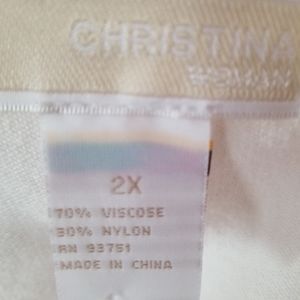 CHRISTINA
WOMAN
2X
70% VISCOSE
30% NYLON
RN 93751
MADE IN CHINA